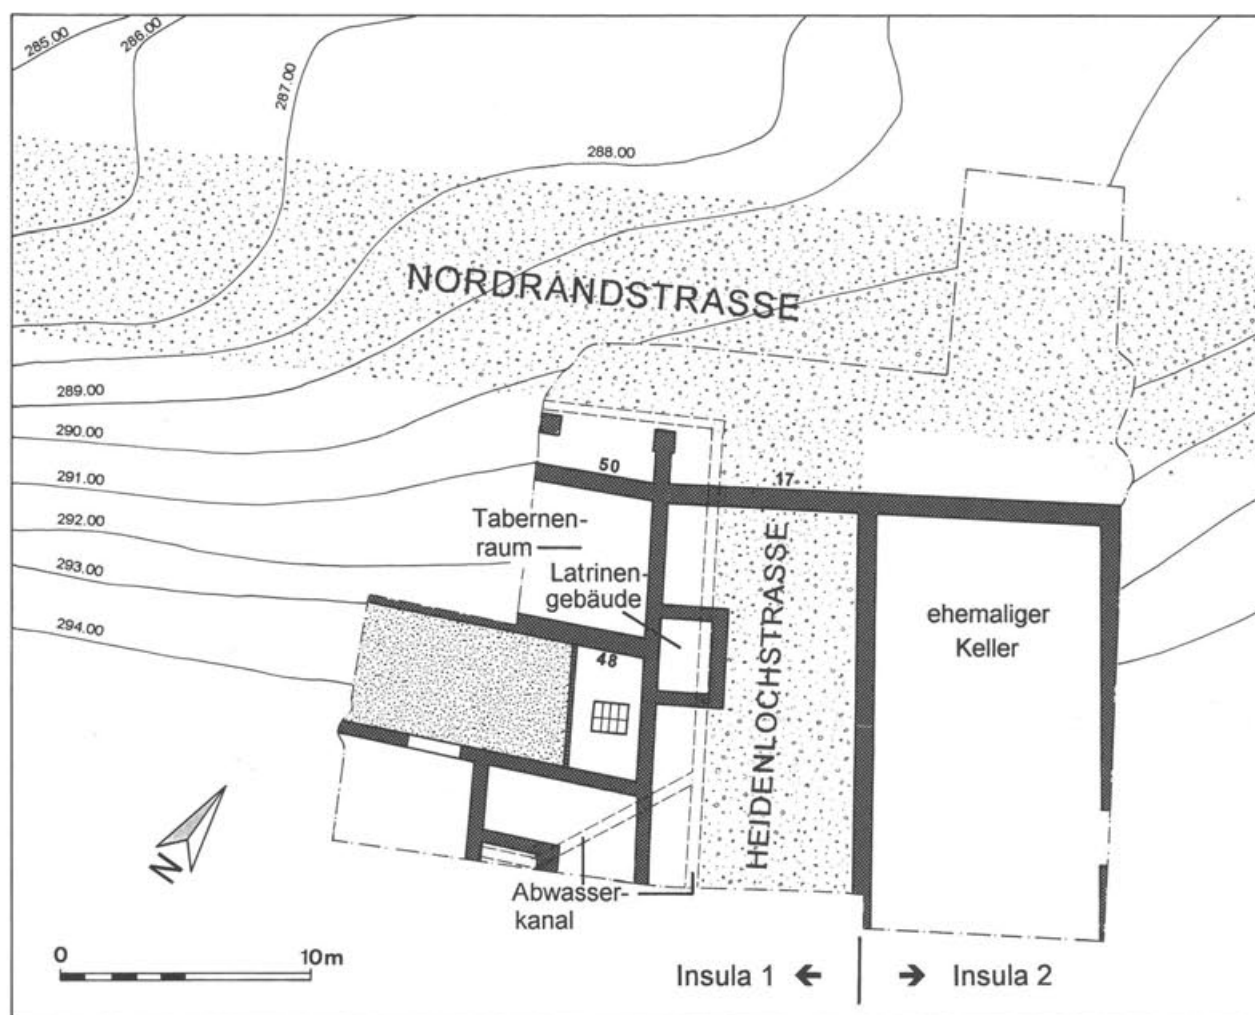 285.00
286.00
287.00
288.00
NORDRANDSTRASSE
289.00
290.00
291.00
292.00
293.00
294.00
50
17
Tabernen-
raum
Latrinen-
gebäude
48
HEIDENLOCHSTRASSE
ehemaliger
Keller
N
Abwasser-
kanal
0
10m
Insula 1
Insula 2